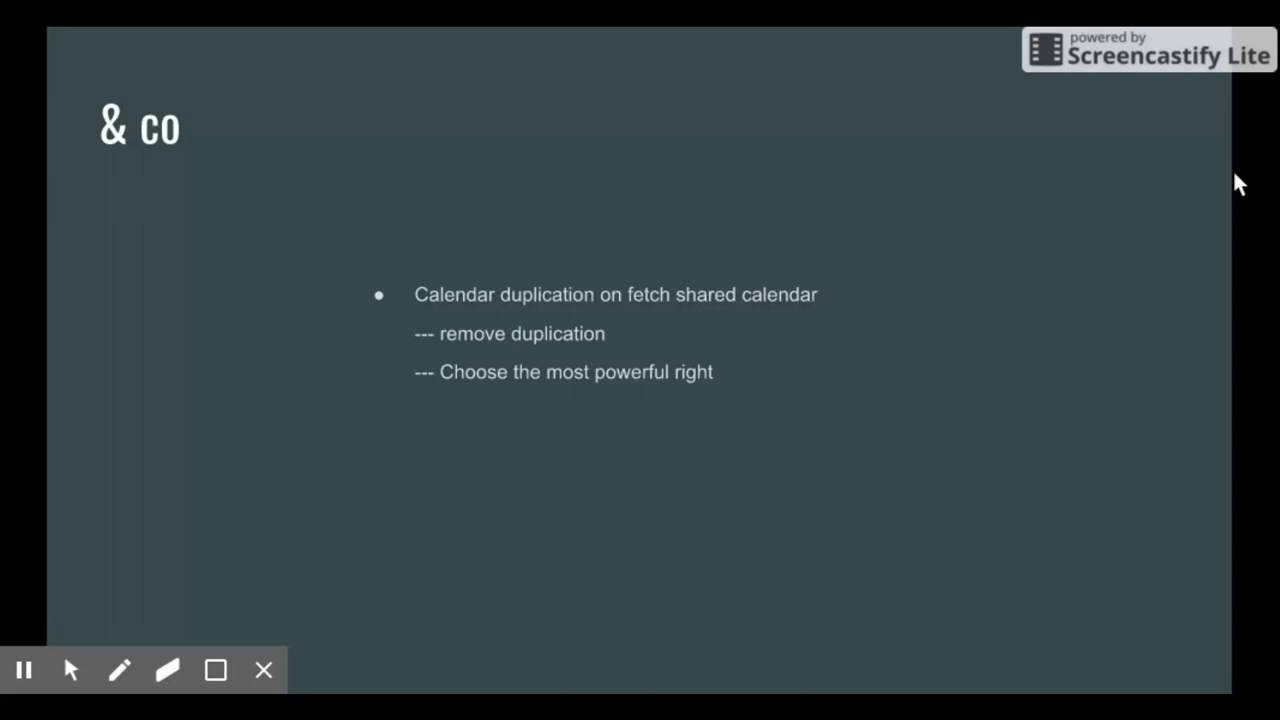 powered by
Screencastify Lite
& co
● Calendar duplication on fetch shared calendar
--- remove duplication
--- Choose the most powerful right